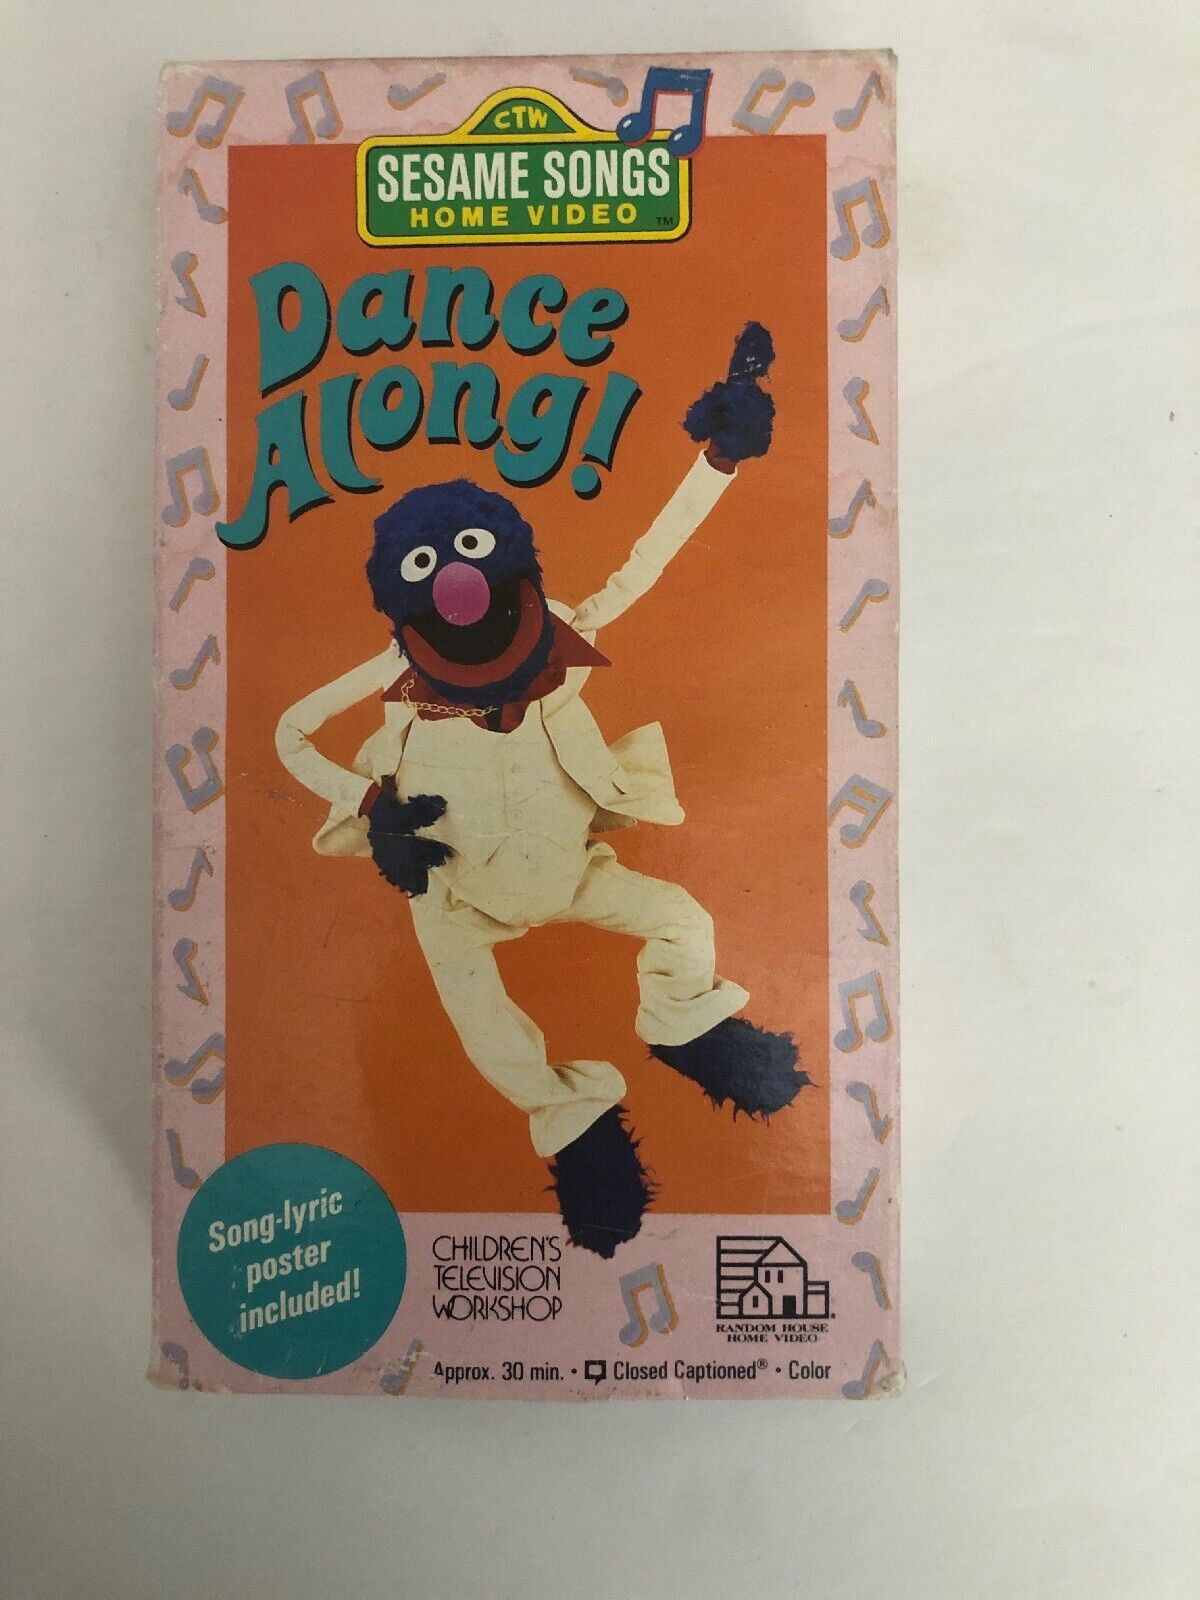 CTW
SESAME SONGS
HOME VIDEO ™
Dance
Along!
Song-lyric
poster
included!
CHILDREN'S
TELEVISION
WORKSHOP
RANDOM HOUSE
HOME VIDEO
Approx. 30 min. • Closed Captioned® • Color